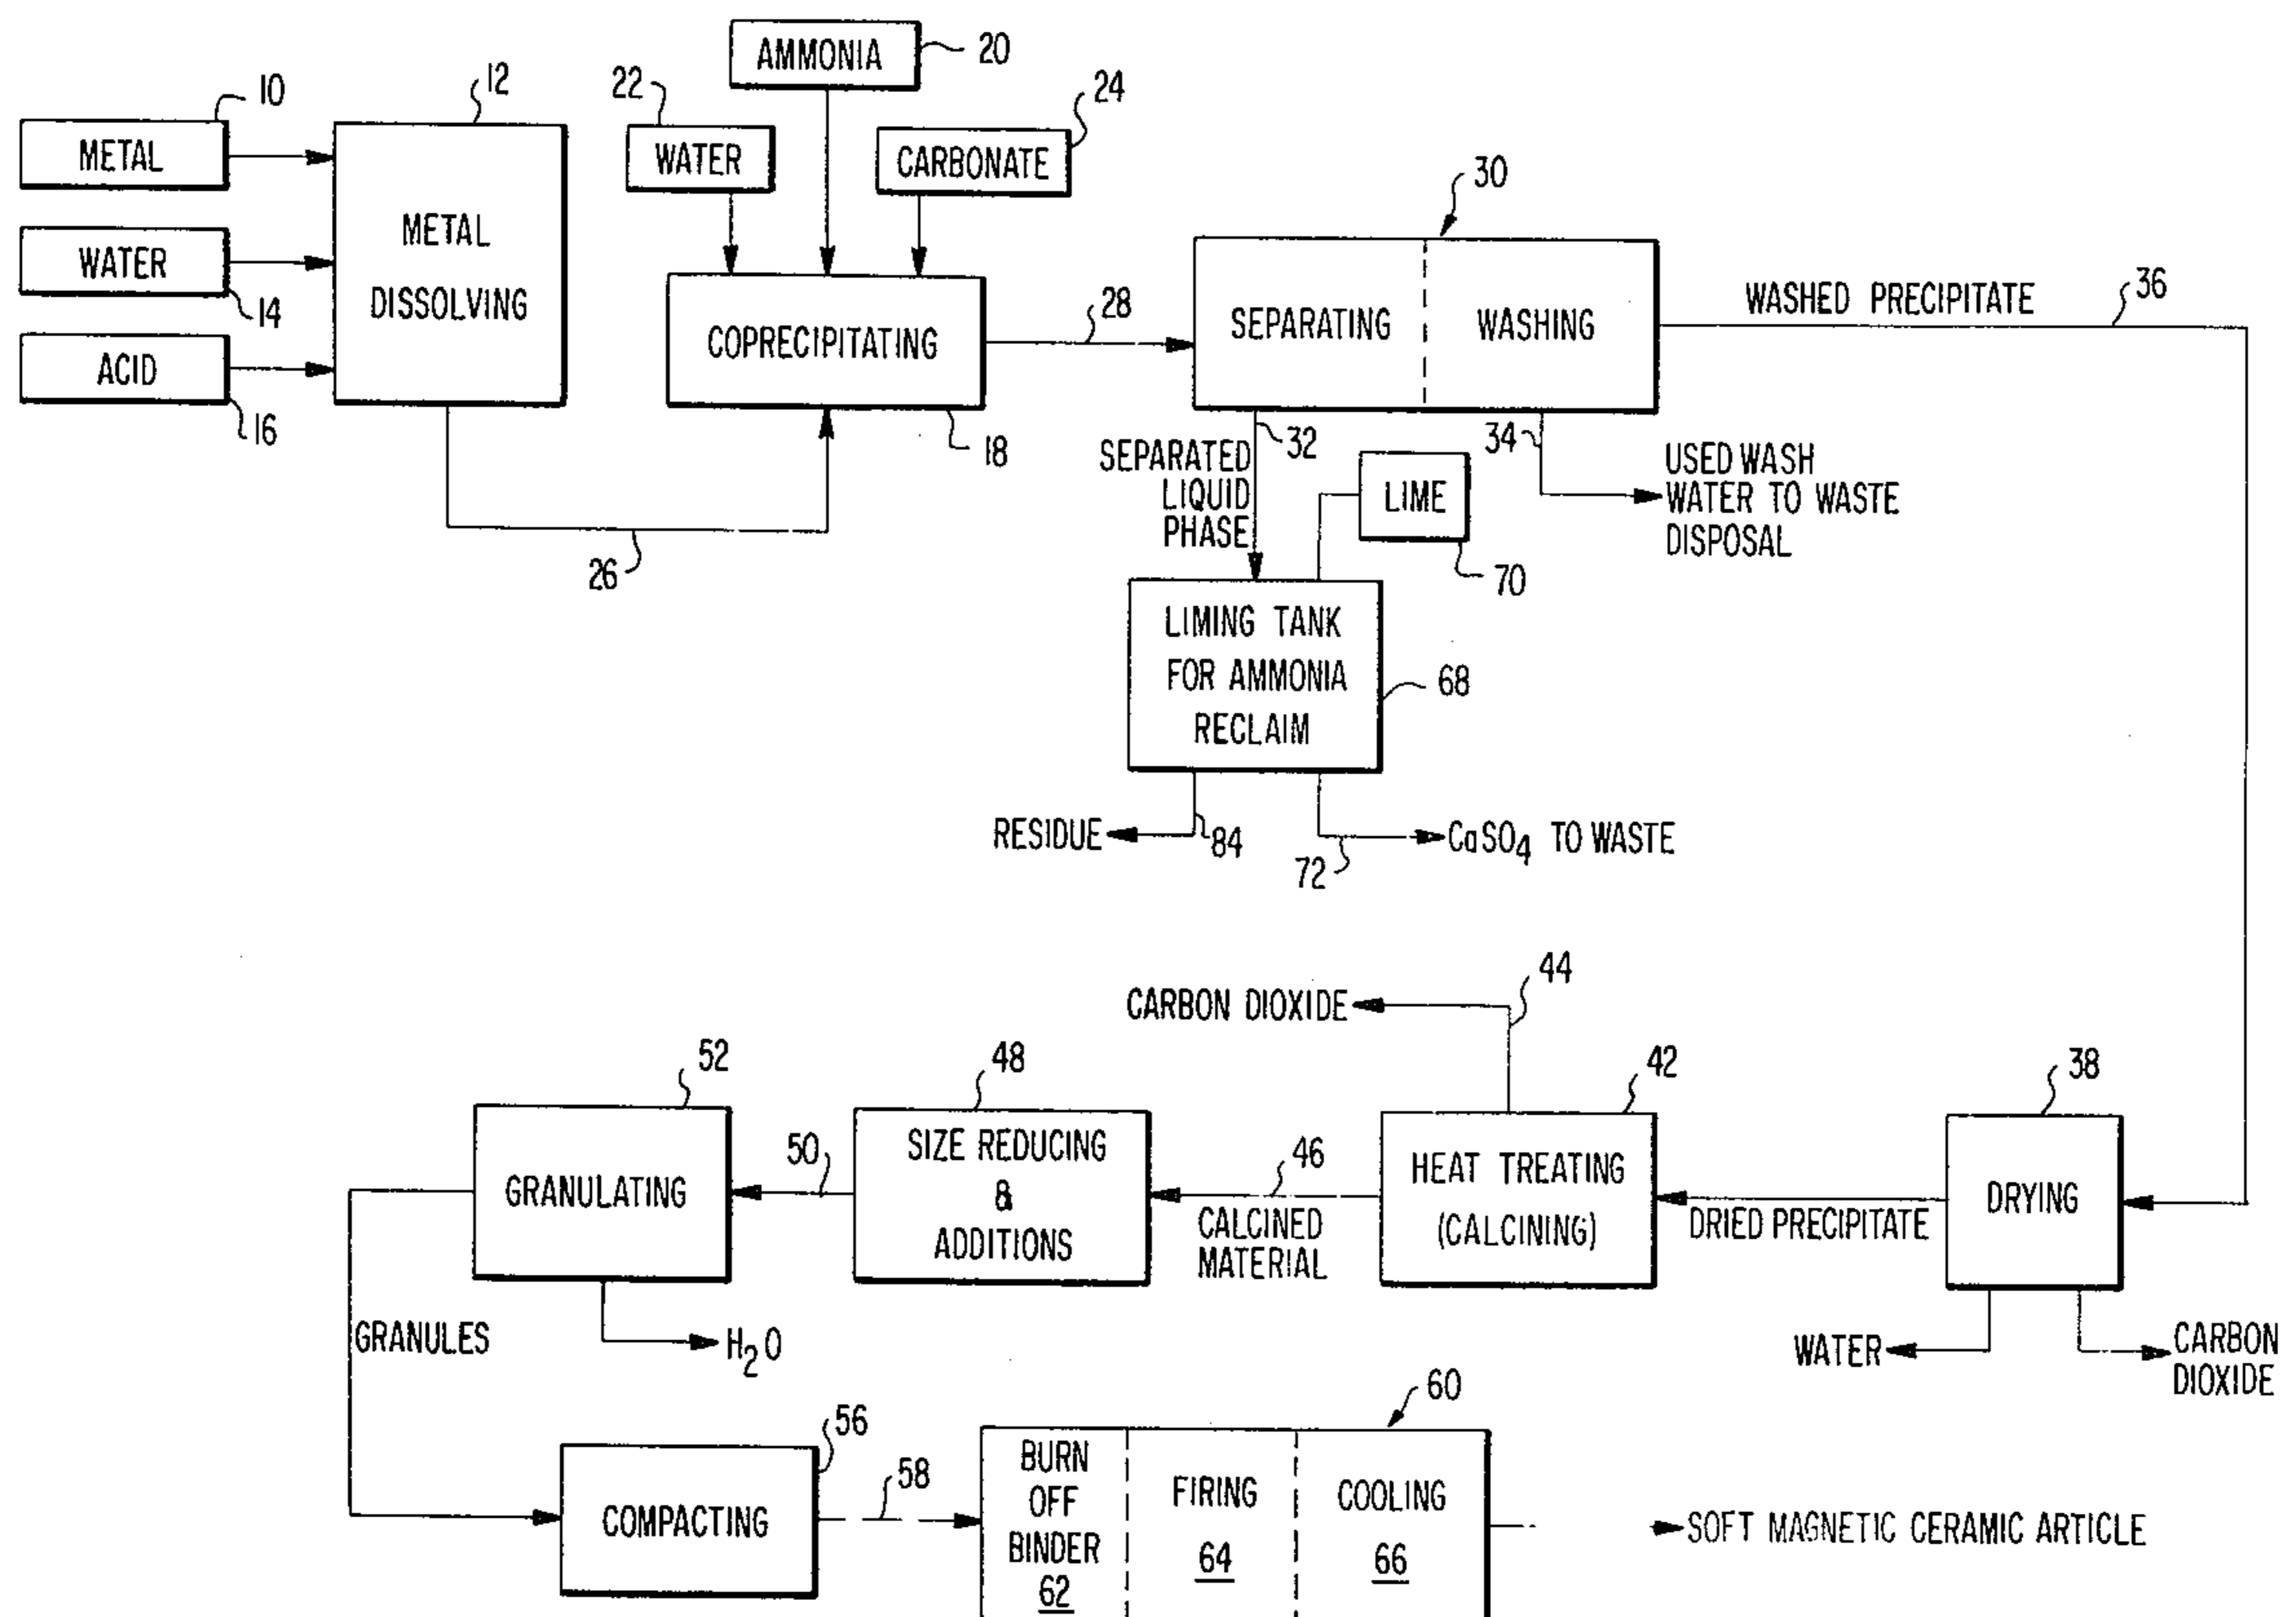 AMMONIA
20
22
24
10
12
METAL
WATER
CARBONATE
30
METAL
DISSOLVING
WATER
14
ACID
16
COPRECIPITATING
18
28
SEPARATING
WASHING
WASHED PRECIPITATE
36
26
32
34
SEPARATED
LIQUID
PHASE
LIME
70
USED WASH
WATER TO WASTE
DISPOSAL
LIMING TANK
FOR AMMONIA
RECLAIM
68
RESIDUE
84
72
CaSO4 TO WASTE
CARBON DIOXIDE
44
52
48
42
38
GRANULATING
50
SIZE REDUCING
&
ADDITIONS
46
CALCINED
MATERIAL
HEAT TREATING
(CALCINING)
DRIED PRECIPITATE
DRYING
GRANULES
H2O
WATER
CARBON
DIOXIDE
60
56
COMPACTING
58
BURN
OFF
BINDER
62
FIRING
64
COOLING
66
SOFT MAGNETIC CERAMIC ARTICLE